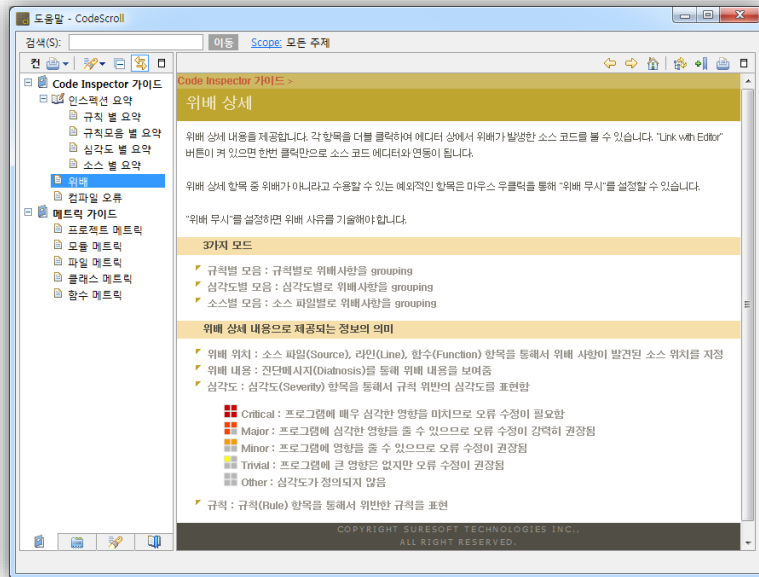 도움말 - CodeScroll
검색(S):
이동
Scope: 모든 주제
컨
Code Inspector 가이드
인스펙션 요약
규칙 별 요약
규칙모음 별 요약
심각도 별 요약
소스 별 요약
위배
컴파일 오류
메트릭 가이드
프로젝트 메트릭
모듈 메트릭
파일 메트릭
클래스 메트릭
함수 메트릭
Code Inspector 가이드 >
위배 상세
위배 상세 내용을 제공합니다. 각 항목을 더블 클릭하여 에디터 상에서 위배가 발생한 소스 코드를 볼 수 있습니다. "Link with Editor"
버튼이 켜 있으면 한번 클릭만으로 소스 코드 에디터와 연동이 됩니다.
위배 상세 항목 중 위배가 아니라고 수용할 수 있는 예외적인 항목은 마우스 우클릭을 통해 "위배 무시"를 설정할 수 있습니다.
"위배 무시"를 설정하면 위배 사유를 기술해야 합니다.
3가지 모드
규칙별 모음 : 규칙별로 위배사항을 grouping
심각도별 모음 : 심각도별로 위배사항을 grouping
소스별 모음 : 소스 파일별로 위배사항을 grouping
위배 상세 내용으로 제공되는 정보의 의미
위배 위치 : 소스 파일(Source), 라인(Line), 함수(Function) 항목을 통해서 위배 사항이 발견된 소스 위치를 지정
위배 내용 : 진단메시지(Diatnosis)를 통해 위배 내용을 보여줌
심각도 : 심각도(Severity) 항목을 통해서 규칙 위반의 심각도를 표현함
Critical : 프로그램에 매우 심각한 영향을 미치므로 오류 수정이 필요함
Major : 프로그램에 심각한 영향을 줄 수 있으므로 오류 수정이 강력히 권장됨
Minor : 프로그램에 영향을 줄 수 있으므로 오류 수정이 권장됨
Trivial : 프로그램에 큰 영향은 없지만 오류 수정이 권장됨
Other : 심각도가 정의되지 않음
규칙 : 규칙(Rule) 항목을 통해서 위반한 규칙을 표현
COPYRIGHT SURESOFT TECHNOLOGIES INC.,
ALL RIGHT RESERVED.